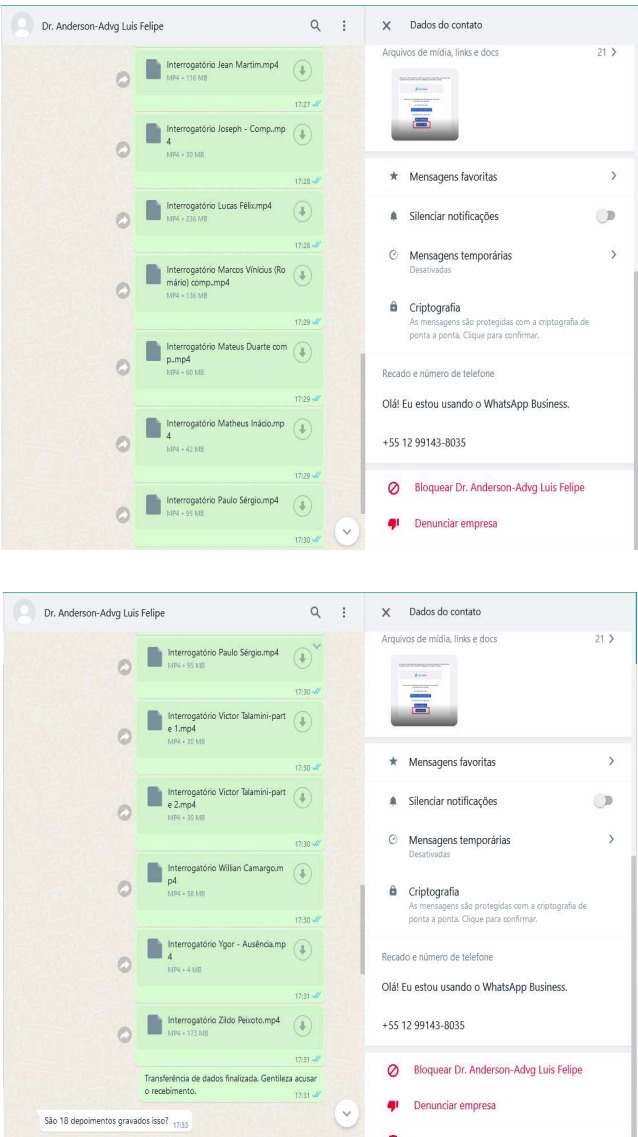 Dr. Anderson-Advg Luis Felipe
Interrogatório Jean Martim.mp4
MP4 • 116 MB
17:27
Interrogatório Joseph - Comp..mp
4
MP4 • 30 MB
17:28
Interrogatório Lucas Félix.mp4
MP4 • 236 MB
17:28
Interrogatório Marcos Vinícius (Ro
mário) comp..mp4
MP4 • 136 MB
17:29
Interrogatório Mateus Duarte com
p..mp4
MP4 • 60 MB
17:29
Interrogatório Matheus Inácio.mp
4
MP4 • 42 MB
17:29
Interrogatório Paulo Sérgio.mp4
MP4 • 95 MB
17:30
Dados do contato
Arquivos de mídia, links e docs 21
Mensagens favoritas
Silenciar notificações
Mensagens temporárias
Desativadas
Criptografia
As mensagens são protegidas com a criptografia de
ponta a ponta. Clique para confirmar.
Recado e número de telefone
Olá! Eu estou usando o WhatsApp Business.
+55 12 99143-8035
Bloquear Dr. Anderson-Advg Luis Felipe
Denunciar empresa
Dr. Anderson-Advg Luis Felipe
Interrogatório Paulo Sérgio.mp4
MP4 • 95 MB
17:30
Interrogatório Victor Talamini-part
e 1.mp4
MP4 • 30 MB
17:30
Interrogatório Victor Talamini-part
e 2.mp4
MP4 • 30 MB
17:30
Interrogatório Willian Camargo.m
p4
MP4 • 58 MB
17:30
Interrogatório Ygor - Ausência.mp
4
MP4 • 4 MB
17:31
Interrogatório Zildo Peixoto.mp4
MP4 • 173 MB
17:31
Transferência de dados finalizada. Gentileza acusar
o recebimento.
17:31
São 18 depoimentos gravados isso? 17:33
Dados do contato
Arquivos de mídia, links e docs 21
Mensagens favoritas
Silenciar notificações
Mensagens temporárias
Desativadas
Criptografia
As mensagens são protegidas com a criptografia de
ponta a ponta. Clique para confirmar.
Recado e número de telefone
Olá! Eu estou usando o WhatsApp Business.
+55 12 99143-8035
Bloquear Dr. Anderson-Advg Luis Felipe
Denunciar empresa